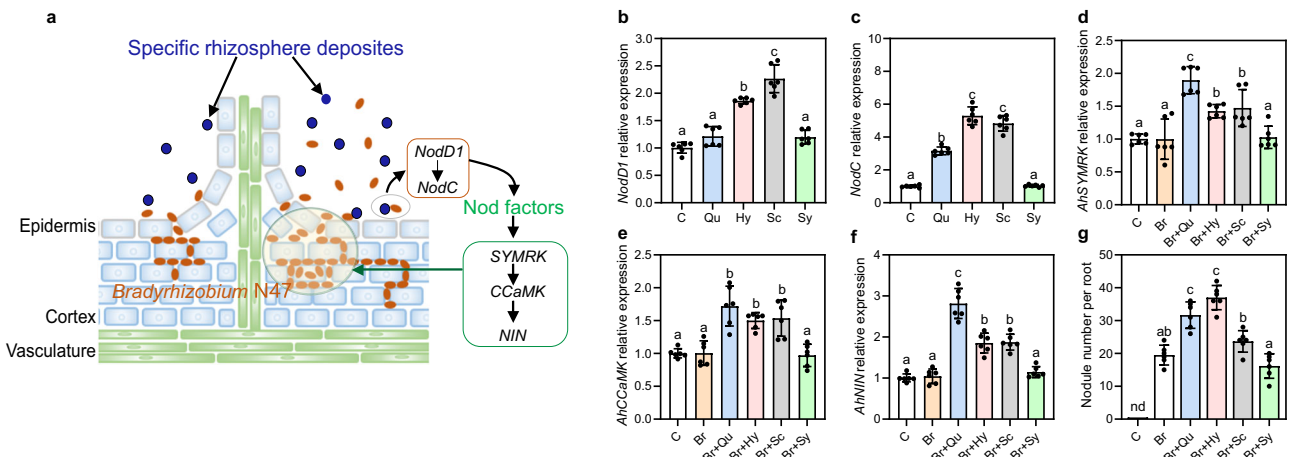 a
Specific rhizosphere deposites
NodD1
NodC
Nod factors
Epidermis
SYMRK
CCaMK
NIN
Bradyrhizobium N47
Cortex
Vasculature
b
NodD1 relative expression
3.0
2.5
2.0
1.5
1.0
0.5
0.0
a
a
b
c
a
C
Qu
Hy
Sc
Sy
c
NodC relative expression
10
8
6
4
2
0
a
b
c
c
a
C
Qu
Hy
Sc
Sy
d
AhSYMRK relative expression
2.5
2.0
1.5
1.0
0.5
0.0
a
a
c
b
b
a
C
Br
Br+Qu
Br+Hy
Br+Sc
Br+Sy
e
AhCCaMK relative expression
2.5
2.0
1.5
1.0
0.5
0.0
a
a
b
b
b
a
C
Br
Br+Qu
Br+Hy
Br+Sc
Br+Sy
f
AhNIN relative expression
4
3
2
1
0
a
a
c
b
b
a
C
Br
Br+Qu
Br+Hy
Br+Sc
Br+Sy
g
Nodule number per root
50
40
30
20
10
0
nd
ab
c
c
b
a
C
Br
Br+Qu
Br+Hy
Br+Sc
Br+Sy